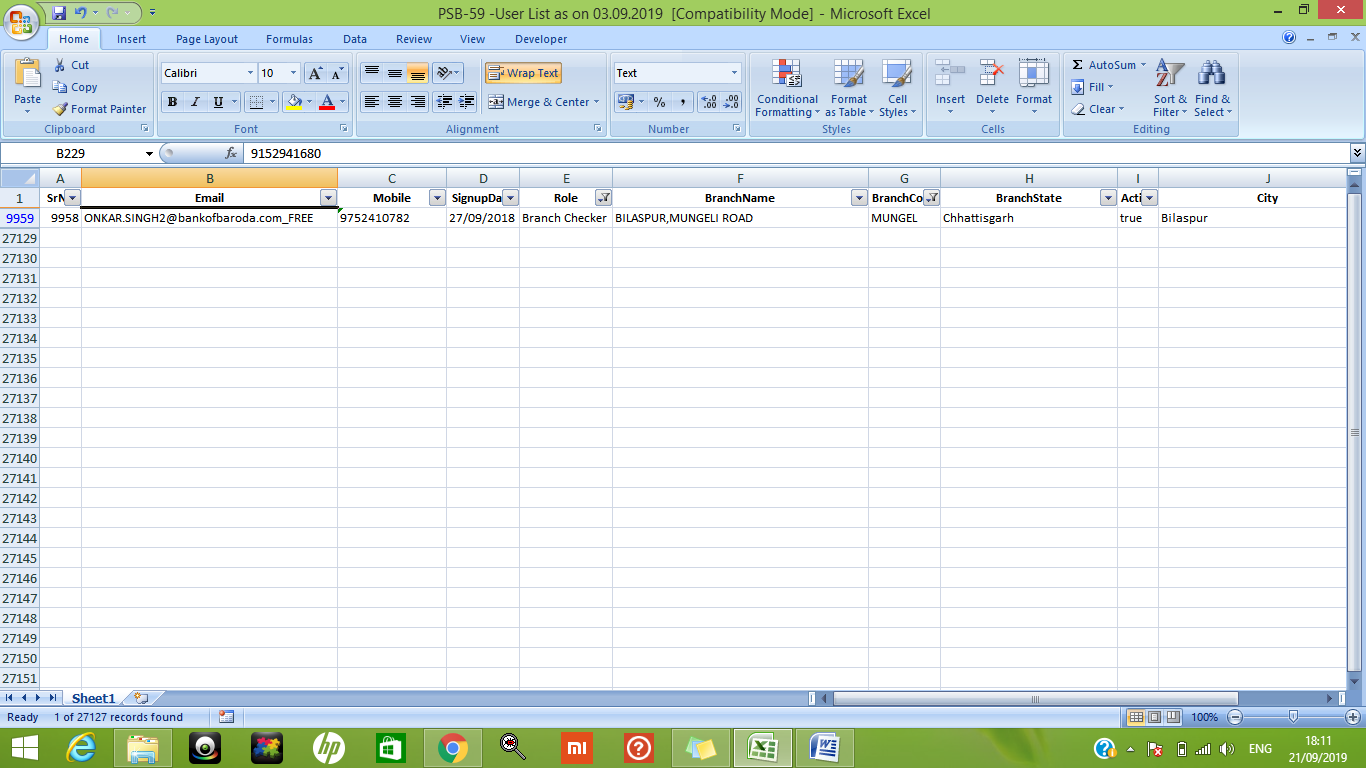 PSB-59 -User List as on 03.09.2019 [Compatibility Mode] - Microsoft Excel
Home Insert Page Layout Formulas Data Review View Developer
Paste Cut Copy Format Painter Clipboard
Calibri 10 A A B I U A Font
Wrap Text Merge & Center Alignment
Text % , .00 .00 Number
Conditional Formatting Format as Table Cell Styles Styles
Insert Delete Format Cells
Σ AutoSum Fill Clear Sort & Filter Find & Select Editing
B229 fx 9152941680
A B C D E F G H I J
1 SrN Email Mobile SignupDa Role BranchName BranchCo BranchState Acti City
9959 9958 ONKAR.SINGH2@bankofbaroda.com_FREE 9752410782 27/09/2018 Branch Checker BILASPUR,MUNGELI ROAD MUNGEL Chhattisgarh true Bilaspur
27129
27130
27131
27132
27133
27134
27135
27136
27137
27138
27139
27140
27141
27142
27143
27144
27145
27146
27147
27148
27149
27150
27151
Sheet1
Ready 1 of 27127 records found 100%
hp mi ? ENG 18:11
21/09/2019